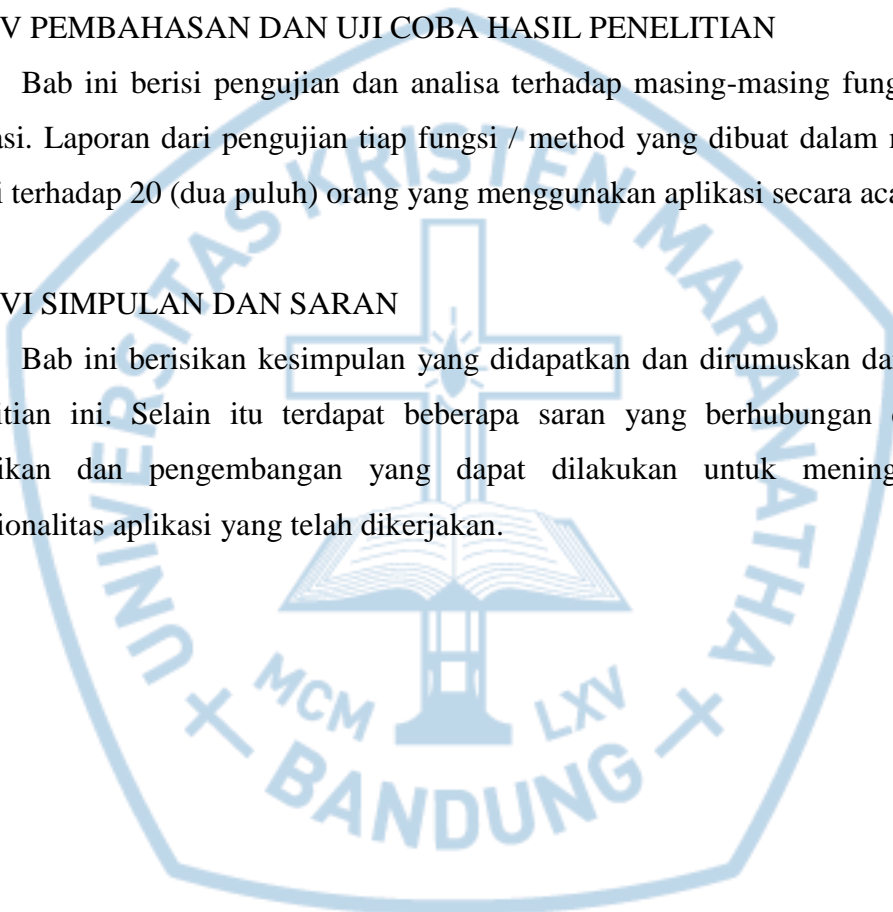 V PEMBAHASAN DAN UJI COBA HASIL PENELITIAN
Bab ini berisi pengujian dan analisa terhadap masing-masing fung
asi. Laporan dari pengujian tiap fungsi / method yang dibuat dalam
i terhadap 20 (dua puluh) orang yang menggunakan aplikasi secara aca
VI SIMPULAN DAN SARAN
Bab ini berisikan kesimpulan yang didapatkan dan dirumuskan da
itian ini. Selain itu terdapat beberapa saran yang berhubungan
ikan dan pengembangan yang dapat dilakukan untuk mening
ionalitas aplikasi yang telah dikerjakan.
UNIVERSITAS KRISTEN MARANATHA
MCM LXV
BANDUNG